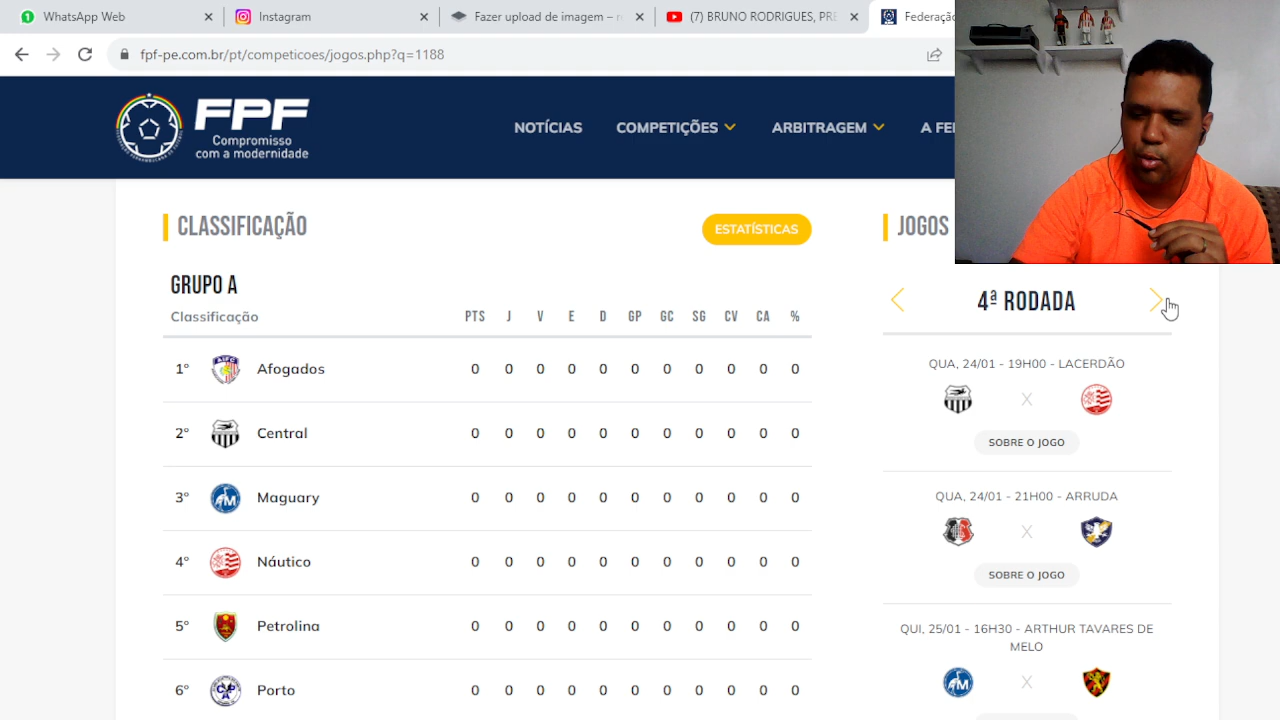 WhatsApp Web
Instagram
Fazer upload de imagem –
(7) BRUNO RODRIGUES, PRE
Federação
fpf-pe.com.br/pt/competicoes/jogos.php?q=1188
FPF
Compromisso
com a modernidade
NOTÍCIAS COMPETIÇÕES ARBITRAGEM A FE
CLASSIFICAÇÃO
ESTATÍSTICAS
GRUPO A
Classificação PTS J V E D GP GC SG CV CA %
1º Afogados 0 0 0 0 0 0 0 0 0 0 0
2º Central 0 0 0 0 0 0 0 0 0 0 0
3º Maguary 0 0 0 0 0 0 0 0 0 0 0
4º Náutico 0 0 0 0 0 0 0 0 0 0 0
5º Petrolina 0 0 0 0 0 0 0 0 0 0 0
6º Porto 0 0 0 0 0 0 0 0 0 0 0
JOGOS
4ª RODADA
QUA, 24/01 - 19H00 - LACERDÃO
X
SOBRE O JOGO
QUA, 24/01 - 21H00 - ARRUDA
X
SOBRE O JOGO
QUI, 25/01 - 16H30 - ARTHUR TAVARES DE
MELO
X